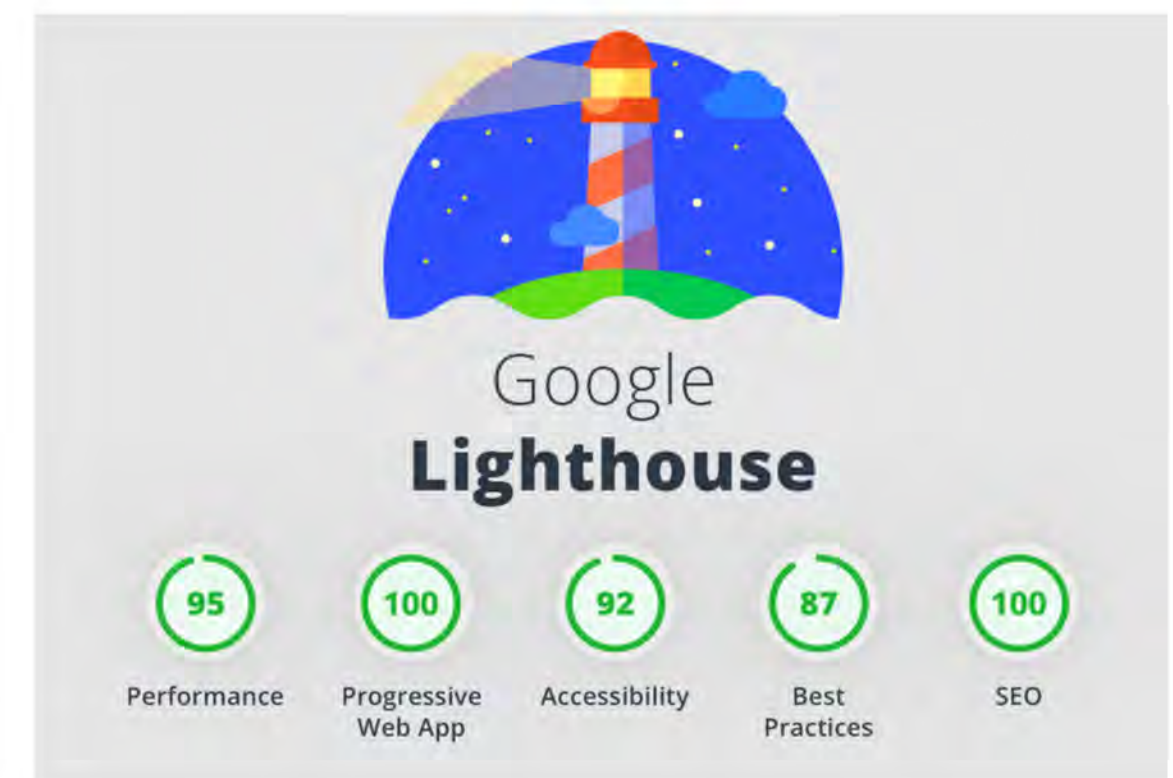 Google
Lighthouse
95
100
92
87
100
Performance
Progressive
Web App
Accessibility
Best
Practices
SEO